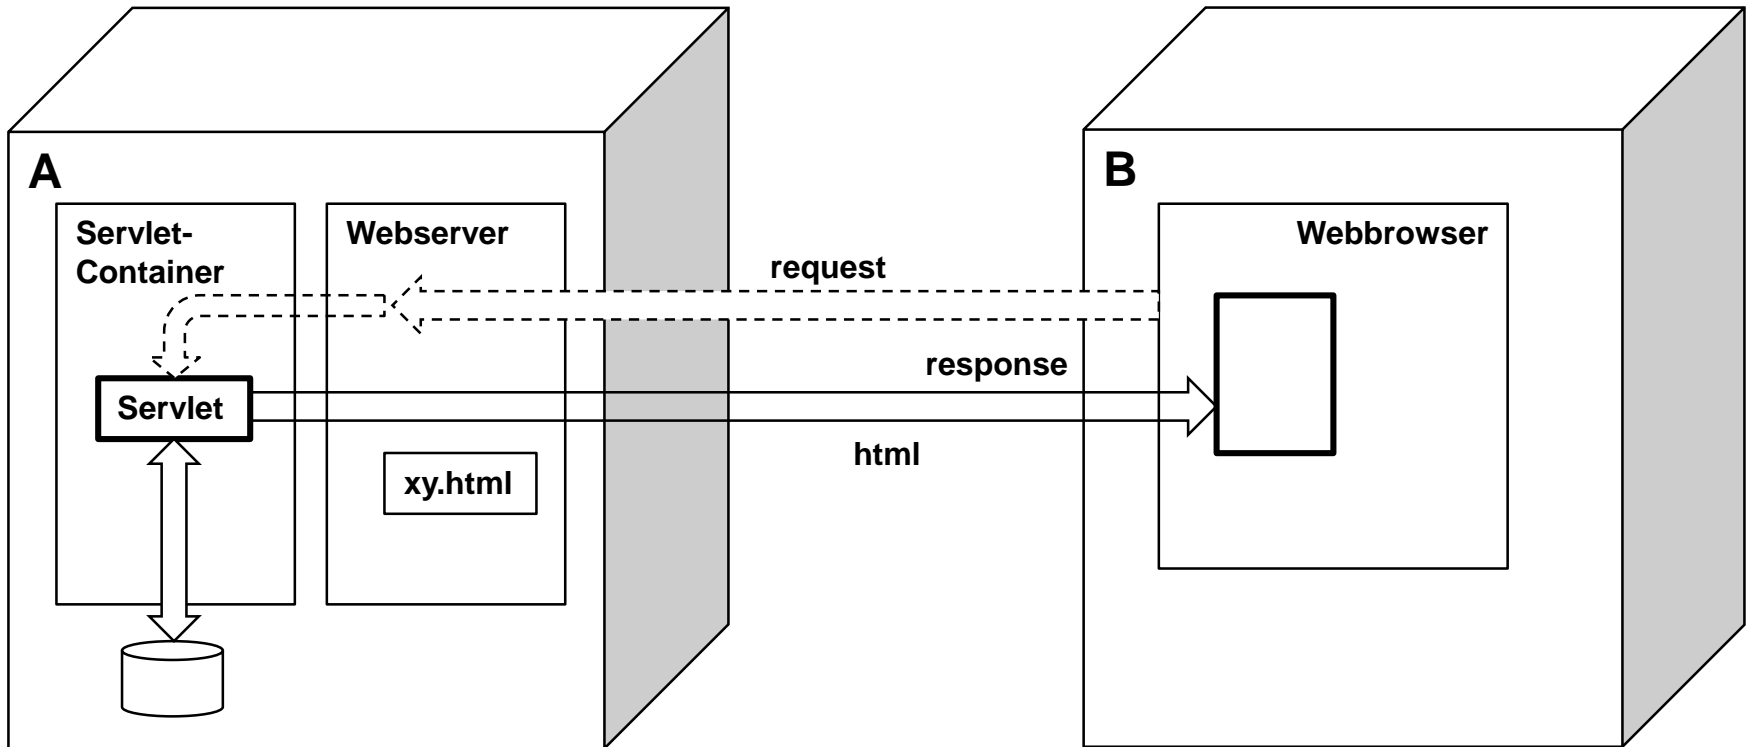 A
Servlet-
Container
Webserver
Servlet
xy.html
request
response
html
B
Webbrowser